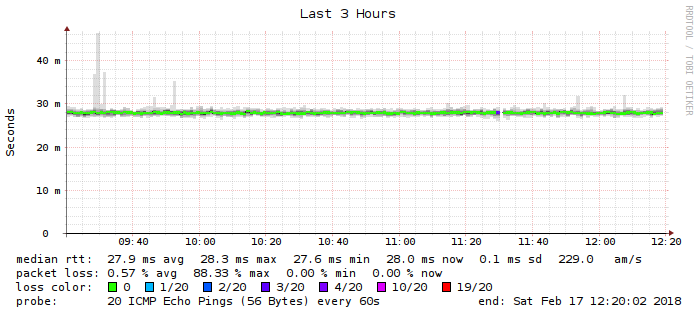 Last 3 Hours
RRDTOOL / TOBI OETIKER
Seconds
40 m
30 m
20 m
10 m
0
09:40 10:00 10:20 10:40 11:00 11:20 11:40 12:00 12:20
median rtt: 27.9 ms avg 28.3 ms max 27.6 ms min 28.0 ms now 0.1 ms sd 229.0 am/s
packet loss: 0.57 % avg 88.33 % max 0.00 % min 0.00 % now
loss color: 0 1/20 2/20 3/20 4/20 10/20 19/20
probe: 20 ICMP Echo Pings (56 Bytes) every 60s end: Sat Feb 17 12:20:02 2018